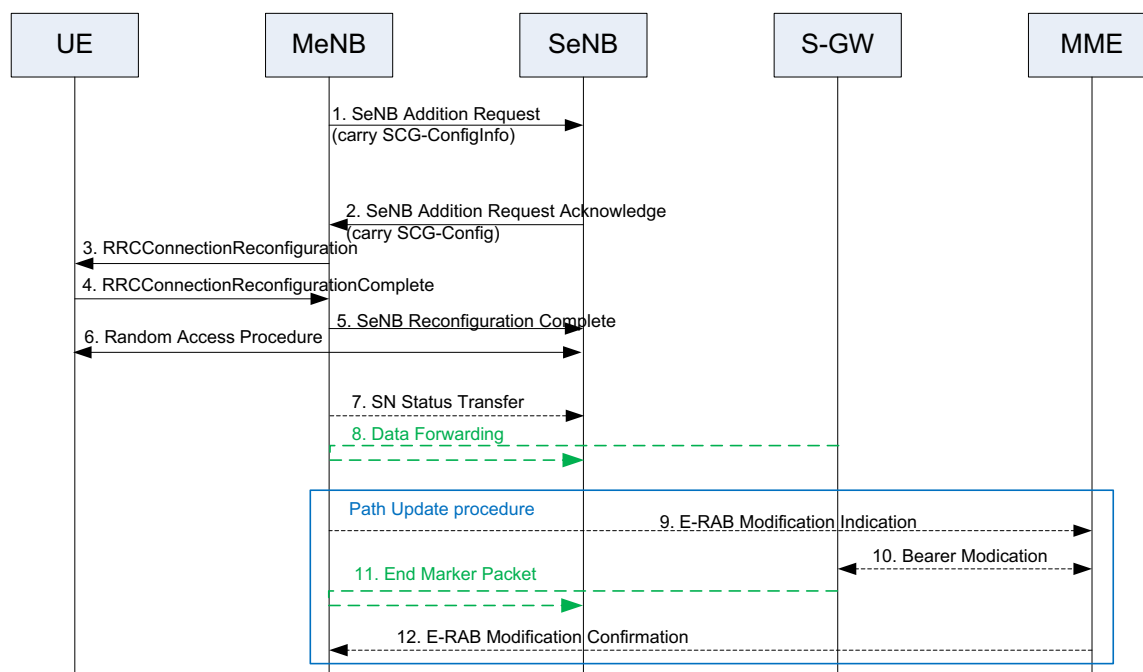 UE
MeNB
SeNB
S-GW
MME
1. SeNB Addition Request
(carry SCG-ConfigInfo)
2. SeNB Addition Request Acknowledge
(carry SCG-Config)
3. RRCConnectionReconfiguration
4. RRCConnectionReconfigurationComplete
5. SeNB Reconfiguration Complete
6. Random Access Procedure
7. SN Status Transfer
8. Data Forwarding
Path Update procedure
9. E-RAB Modification Indication
10. Bearer Modication
11. End Marker Packet
12. E-RAB Modification Confirmation